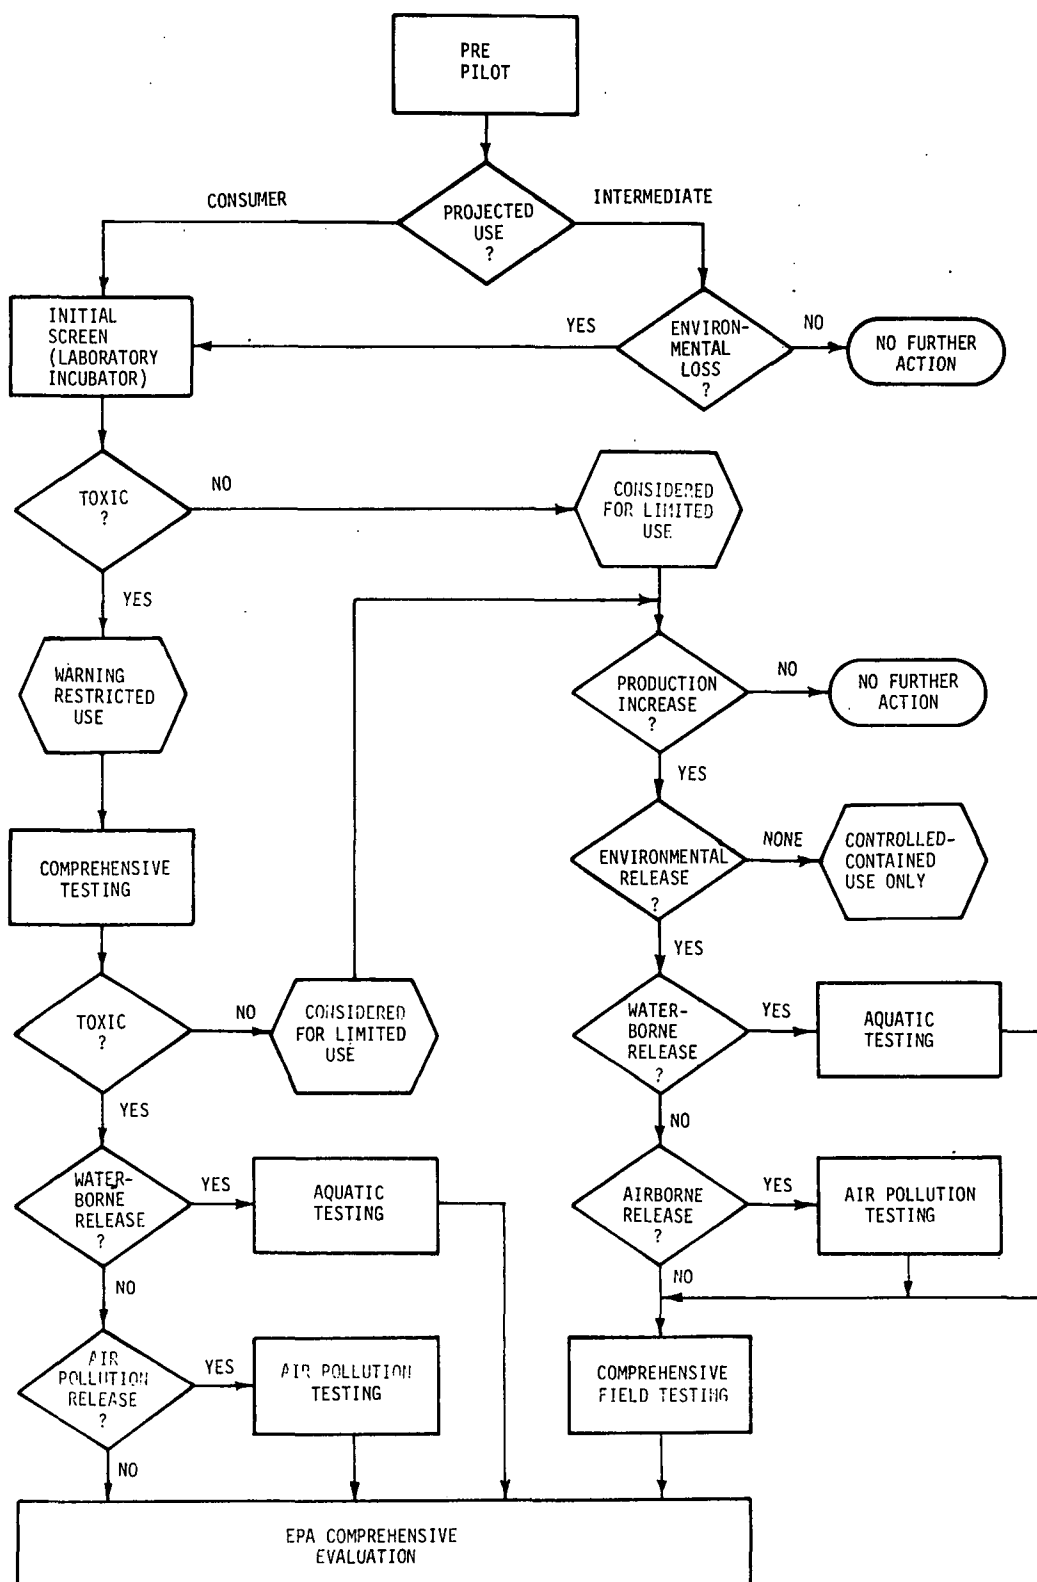 PRE
PILOT
CONSUMER
INTERMEDIATE
PROJECTED
USE
?
INITIAL
SCREEN
(LABORATORY
INCUBATOR)
YES
ENVIRON-
MENTAL
LOSS
?
NO
NO FURTHER
ACTION
TOXIC
?
NO
CONSIDERED
FOR LIMITED
USE
YES
WARNING
RESTRICTED
USE
PRODUCTION
INCREASE
?
NO
NO FURTHER
ACTION
YES
COMPREHENSIVE
TESTING
ENVIRONMENTAL
RELEASE
?
NONE
CONTROLLED-
CONTAINED
USE ONLY
YES
TOXIC
?
NO
CONSIDERED
FOR LIMITED
USE
WATER-
BORNE
RELEASE
?
YES
AQUATIC
TESTING
YES
NO
WATER-
BORNE
RELEASE
?
YES
AQUATIC
TESTING
AIRBORNE
RELEASE
?
YES
AIR POLLUTION
TESTING
NO
NO
AIR
POLLUTION
RELEASE
?
YES
AIR POLLUTION
TESTING
COMPREHENSIVE
FIELD TESTING
NO
EPA COMPREHENSIVE
EVALUATION